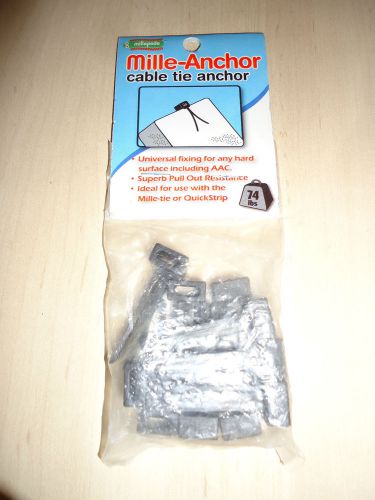 millepede
Mille-Anchor
cable tie anchor
• Universal fixing for any hard
surface including AAC.
• Superb Pull Out Resistance
• Ideal for use with the
Mille-tie or QuickStrip
74
lbs